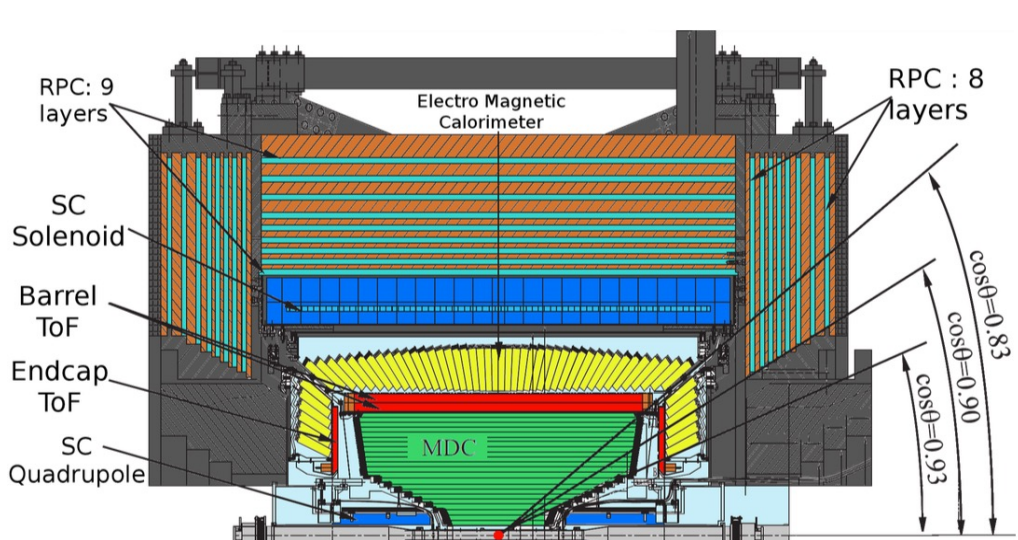 RPC: 9
layers
Electro Magnetic
Calorimeter
RPC : 8
layers
SC
Solenoid
Barrel
ToF
Endcap
ToF
SC
Quadrupole
MDC
cosθ=0.83
cosθ=0.90
cosθ=0.93